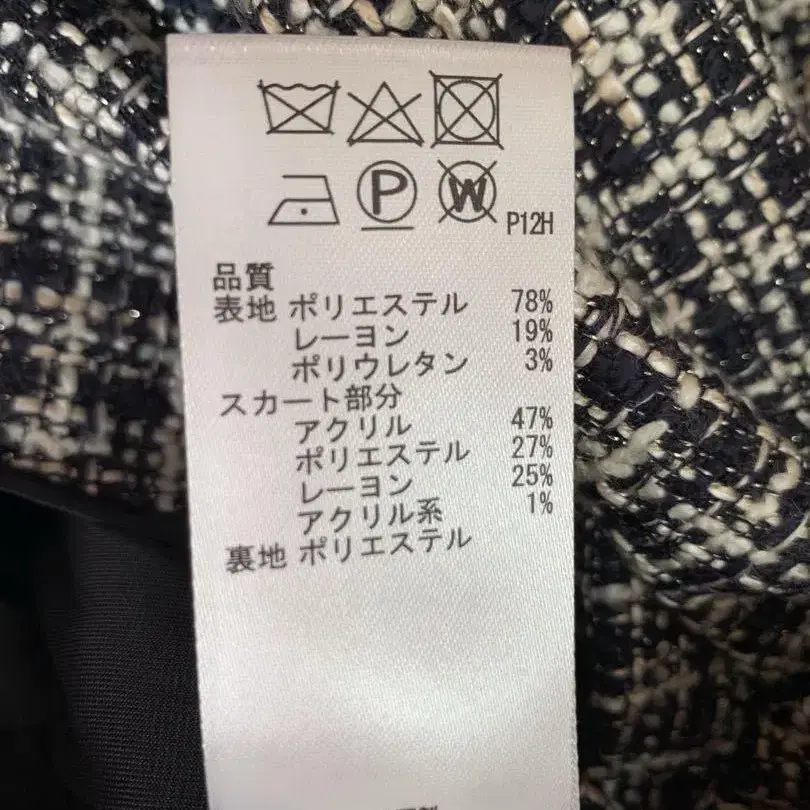 P W P12H
品質
表地 ポリエステル 78%
レーヨン 19%
ポリウレタン 3%
スカート部分
アクリル 47%
ポリエステル 27%
レーヨン 25%
アクリル系 1%
裏地 ポリエステル